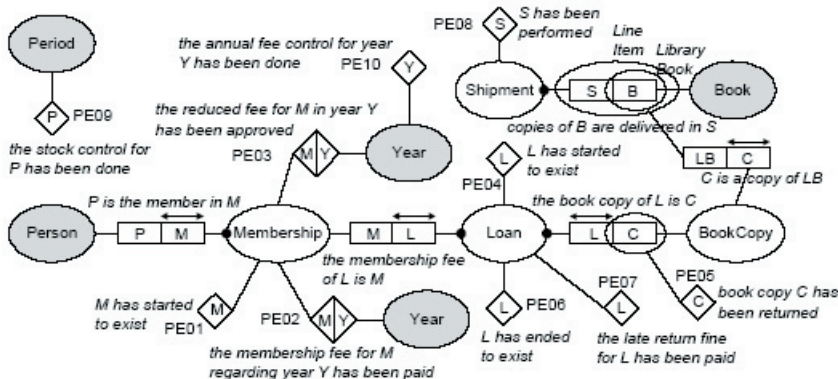 Period
P
PE09
the stock control for
P has been done
the annual fee control for year
Y has been done
PE10
Y
the reduced fee for M in year Y
has been approved
PE03
M Y
Year
PE08
S
S has been
performed
Shipment
Line
Item
Library
Book
S B
Book
copies of B are delivered in S
LB C
C is a copy of LB
L
L has started
to exist
PE04
P is the member in M
Person
P M
Membership
M L
the membership fee
of L is M
Loan
the book copy of L is C
L C
BookCopy
M has started
to exist
PE01
M
PE02
M Y
Year
the membership fee for M
regarding year Y has been paid
L
PE06
L has ended
to exist
PE07
L
the late return fine
for L has been paid
PE05
C
book copy C has
been returned